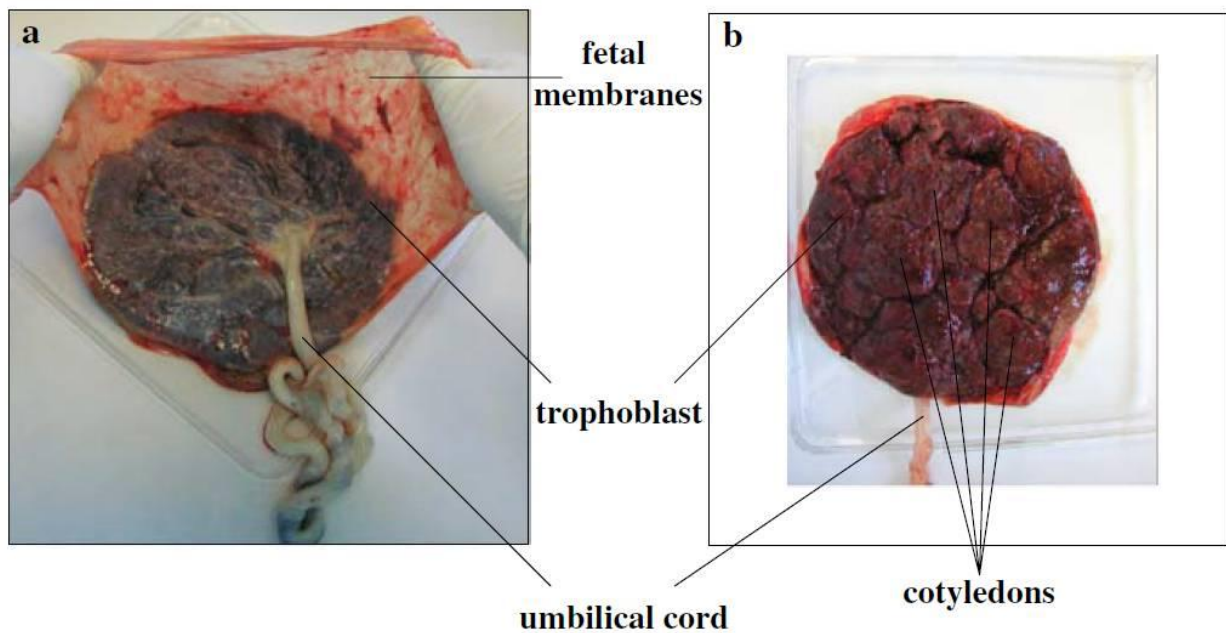 a
b
fetal
membranes
trophoblast
umbilical cord
cotyledons